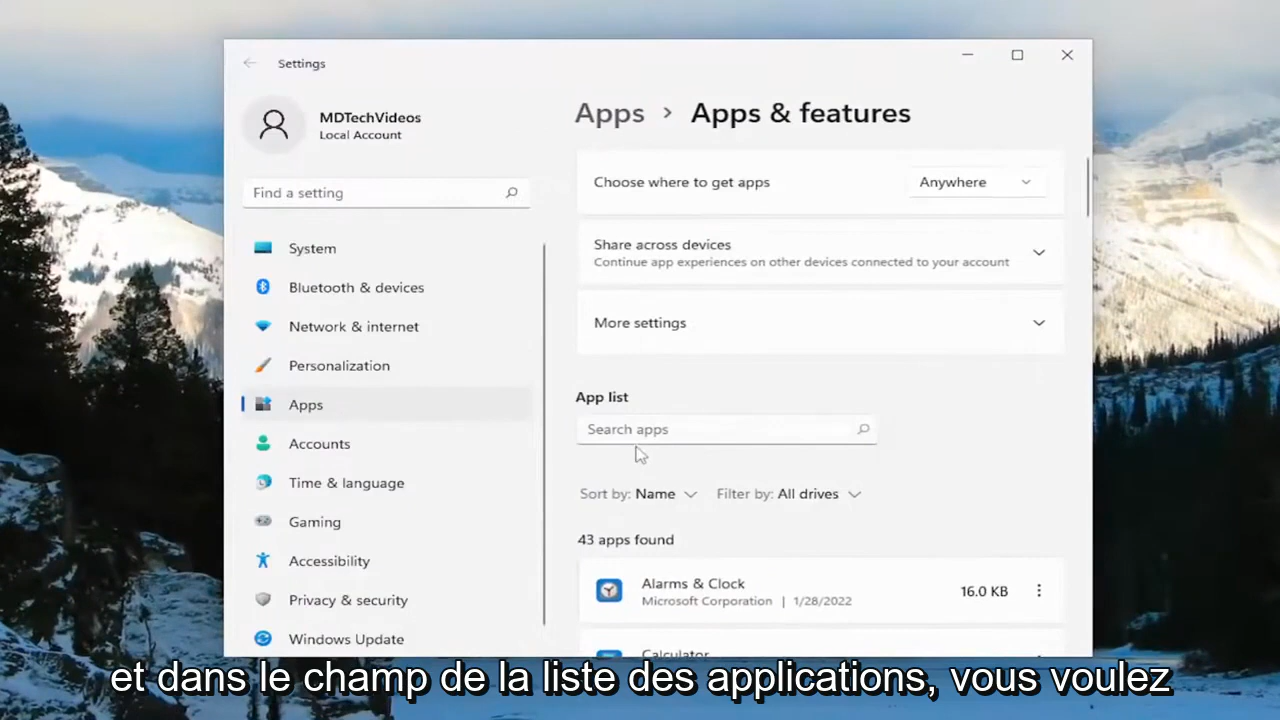 Settings
MDTechVideos
Local Account
Find a setting
System
Bluetooth & devices
Network & internet
Personalization
Apps
Accounts
Time & language
Gaming
Accessibility
Privacy & security
Windows Update
Apps > Apps & features
Choose where to get apps Anywhere
Share across devices
Continue app experiences on other devices connected to your account
More settings
App list
Search apps
Sort by: Name Filter by: All drives
43 apps found
Alarms & Clock 16.0 KB
Microsoft Corporation | 1/28/2022
Calculator
et dans le champ de la liste des applications, vous voulez